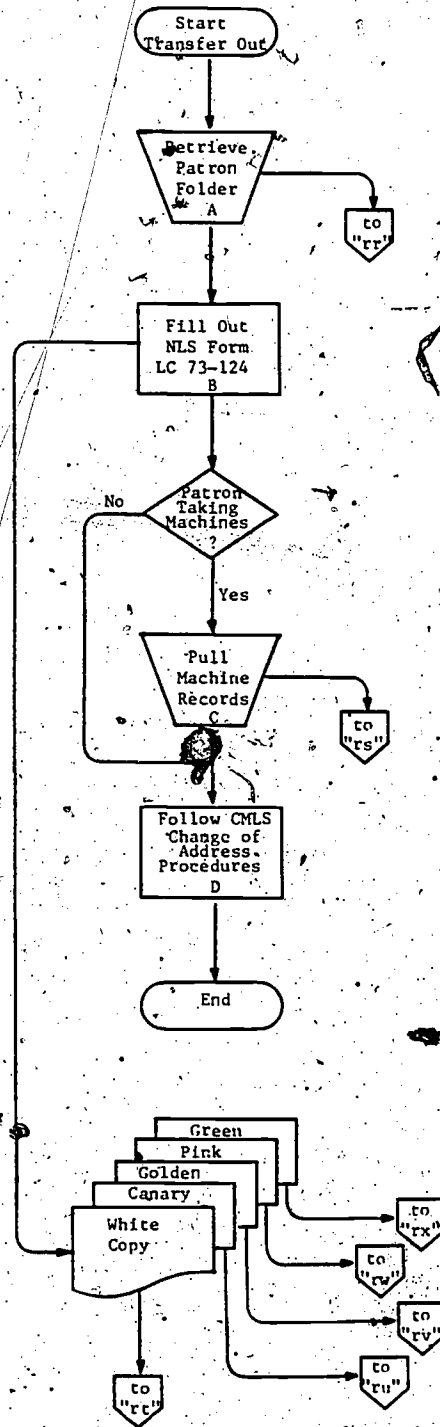 Start
Transfer Out
Retrieve
Patron
Folder
A
to
"rr"
Fill Out
NLS Form
LC 73-124
B
Patron
Taking
Machines
?
No
Yes
Pull
Machine
Records
C
to
"rs"
Follow CMLS
Change of
Address
Procedures
D
End
Green
Pink
Golden
Canary
White
Copy
to
"rx"
to
"rw"
to
"rv"
to
"ru"
to
"rt"